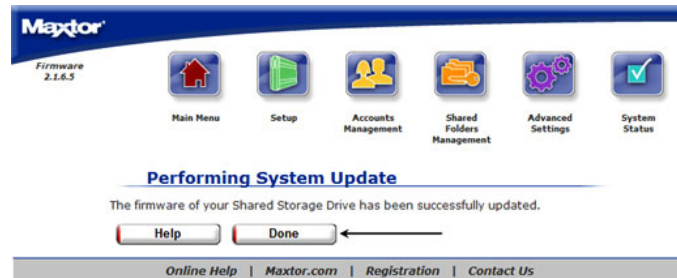 Maxtor
Firmware
2.1.6.5
Main Menu
Setup
Accounts
Management
Shared
Folders
Management
Advanced
Settings
System
Status
Performing System Update
The firmware of your Shared Storage Drive has been successfully updated.
Help
Done
Online Help | Maxtor.com | Registration | Contact Us